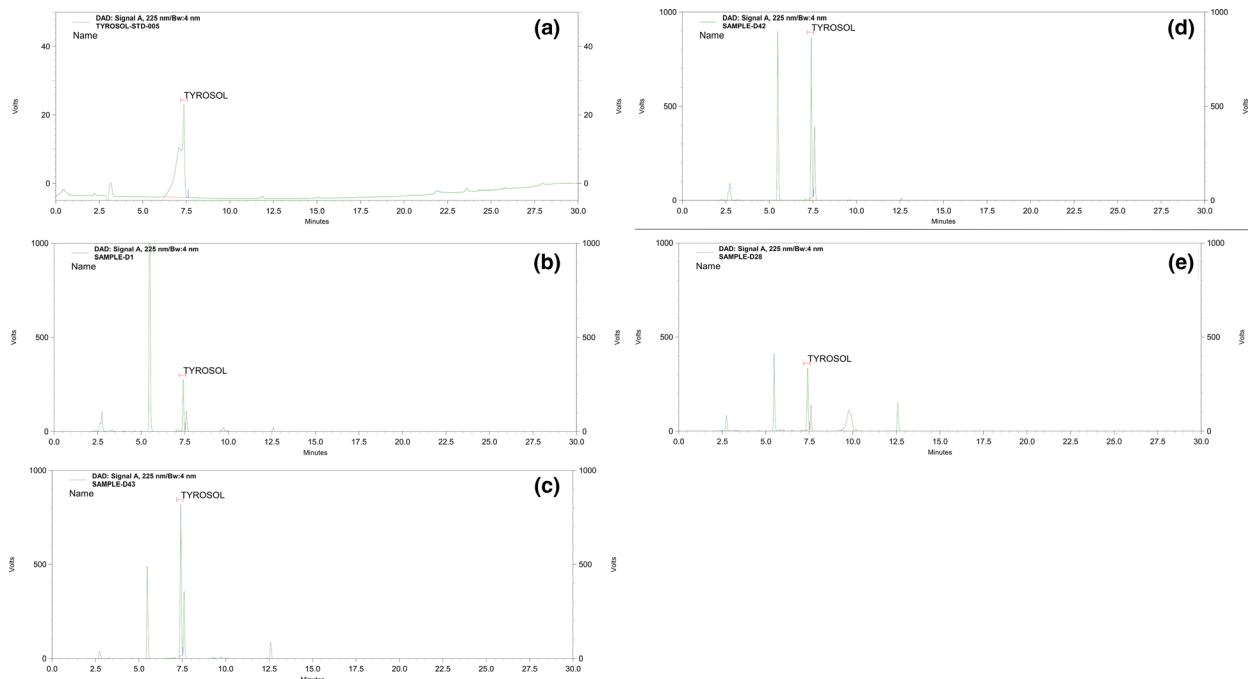 DAD: Signal A, 225 nm/Bw:4 nm
TYROSOL-STD-005
Name
(a)
TYROSOL
Volts
40
20
0
40
20
0
Volts
0.0 2.5 5.0 7.5 10.0 12.5 15.0 17.5 20.0 22.5 25.0 27.5 30.0
Minutes
DAD: Signal A, 225 nm/Bw:4 nm
SAMPLE-D1
Name
(b)
TYROSOL
Volts
1000
500
0
1000
500
0
Volts
0.0 2.5 5.0 7.5 10.0 12.5 15.0 17.5 20.0 22.5 25.0 27.5 30.0
Minutes
DAD: Signal A, 225 nm/Bw:4 nm
SAMPLE-D43
Name
(c)
TYROSOL
Volts
1000
500
0
1000
500
0
Volts
0.0 2.5 5.0 7.5 10.0 12.5 15.0 17.5 20.0 22.5 25.0 27.5 30.0
Minutes
DAD: Signal A, 225 nm/Bw:4 nm
SAMPLE-D42
Name
(d)
TYROSOL
Volts
1000
500
0
1000
500
0
Volts
0.0 2.5 5.0 7.5 10.0 12.5 15.0 17.5 20.0 22.5 25.0 27.5 30.0
Minutes
DAD: Signal A, 225 nm/Bw:4 nm
SAMPLE-D28
Name
(e)
TYROSOL
Volts
1000
500
0
1000
500
0
Volts
0.0 2.5 5.0 7.5 10.0 12.5 15.0 17.5 20.0 22.5 25.0 27.5 30.0
Minutes